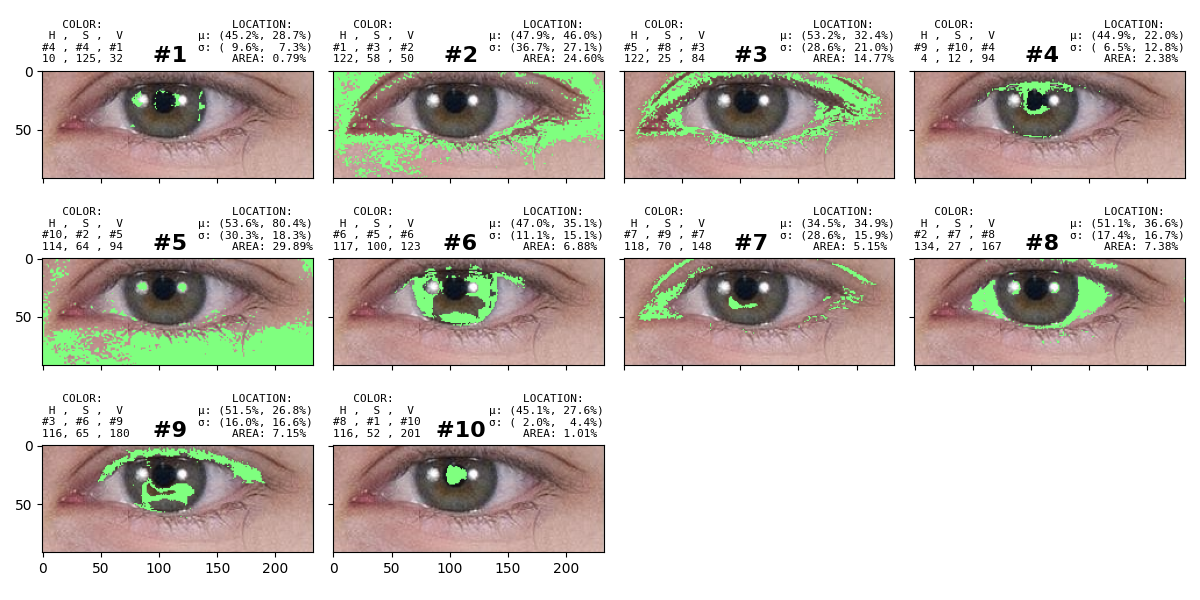 COLOR: LOCATION:
H , S , V μ: (45.2%, 28.7%)
#4 , #4 , #1 σ: ( 9.6%, 7.3%)
10 , 125, 32 #1 AREA: 0.79%
COLOR: LOCATION:
H , S , V μ: (47.9%, 46.0%)
#1 , #3 , #2 σ: (36.7%, 27.1%)
122, 58 , 50 #2 AREA: 24.60%
COLOR: LOCATION:
H , S , V μ: (53.2%, 32.4%)
#5 , #8 , #3 σ: (28.6%, 21.0%)
122, 25 , 84 #3 AREA: 14.77%
COLOR: LOCATION:
H , S , V μ: (44.9%, 22.0%)
#9 , #10, #4 σ: ( 6.5%, 12.8%)
4 , 12 , 94 #4 AREA: 2.38%
0
50
COLOR: LOCATION:
H , S , V μ: (53.6%, 80.4%)
#10, #2 , #5 σ: (30.3%, 18.3%)
114, 64 , 94 #5 AREA: 29.89%
COLOR: LOCATION:
H , S , V μ: (47.0%, 35.1%)
#6 , #5 , #6 σ: (11.1%, 15.1%)
117, 100, 123 #6 AREA: 6.88%
COLOR: LOCATION:
H , S , V μ: (34.5%, 34.9%)
#7 , #9 , #7 σ: (28.6%, 15.9%)
118, 70 , 148 #7 AREA: 5.15%
COLOR: LOCATION:
H , S , V μ: (51.1%, 36.6%)
#2 , #7 , #8 σ: (17.4%, 16.7%)
134, 27 , 167 #8 AREA: 7.38%
0
50
COLOR: LOCATION:
H , S , V μ: (51.5%, 26.8%)
#3 , #6 , #9 σ: (16.0%, 16.6%)
116, 65 , 180 #9 AREA: 7.15%
COLOR: LOCATION:
H , S , V μ: (45.1%, 27.6%)
#8 , #1 , #10 σ: ( 2.0%, 4.4%)
116, 52 , 201 #10 AREA: 1.01%
0
50
0 50 100 150 200
0 50 100 150 200